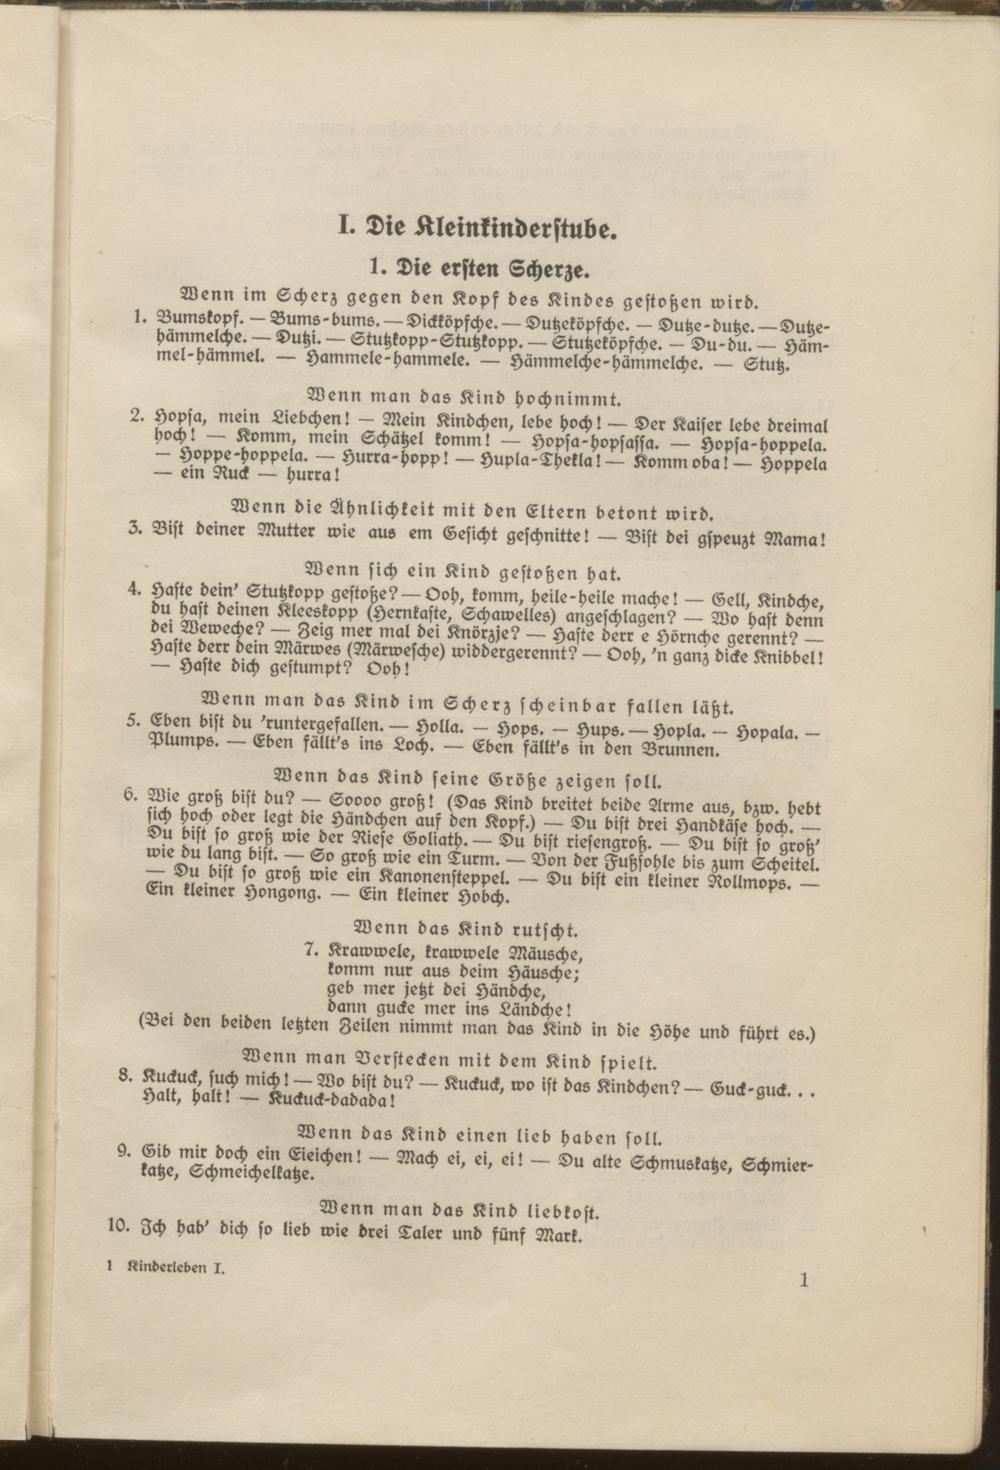 I. Die Kleinkinderstube.
1. Die ersten Scherze.
Wenn im Scherz gegen den Kopf des Kindes gestoßen wird.
1. Bumskopf. — Bums-bums. — Dickköpfche. — Dutzeköpfche. — Dutze-dutze. — Dutze-
hämmelche. — Dutzi. — Stutzkopp-Stutzkopp. — Stutzeköpfche. — Du-du. — Häm-
mel-hämmel. — Hammele-hammele. — Hämmelche-hämmelche. — Stutz.
Wenn man das Kind hochnimmt.
2. Hopsa, mein Liebchen! — Mein Kindchen, lebe hoch! — Der Kaiser lebe dreimal
hoch! — Komm, mein Schätzel komm! — Hopsa-hopsassa. — Hopsa-hoppela.
— Hoppe-hoppela. — Hurra-hopp! — Hupla-Thekla! — Komm oba! — Hoppela
— ein Ruck — hurra!
Wenn die Ähnlichkeit mit den Eltern betont wird.
3. Bist deiner Mutter wie aus em Gesicht geschnitte! — Bist dei gspeuzt Mama!
Wenn sich ein Kind gestoßen hat.
4. Haste dein' Stutzkopp gestoße? — Ooh, komm, heile-heile mache! — Gell, Kindche,
du hast deinen Kleeskopp (Hernkaste, Schawelles) angeschlagen? — Wo hast denn
dei Weweche? — Zeig mer mal dei Knörzje? — Haste derr e Hörnche gerennt? —
Haste derr dein Märwes (Märwesche) widdergerennt? — Ooh, 'n ganz dicke Knibbel!
— Haste dich gestumpt? Ooh!
Wenn man das Kind im Scherz scheinbar fallen läßt.
5. Eben bist du 'runtergefallen. — Holla. — Hops. — Hups. — Hopla. — Hopala. —
Plumps. — Eben fällt's ins Loch. — Eben fällt's in den Brunnen.
Wenn das Kind seine Größe zeigen soll.
6. Wie groß bist du? — Soooo groß! (Das Kind breitet beide Arme aus, bzw. hebt
sich hoch oder legt die Händchen auf den Kopf.) — Du bist drei Handkäse hoch. —
Du bist so groß wie der Riese Goliath. — Du bist riesengroß. — Du bist so groß'
wie du lang bist. — So groß wie ein Turm. — Von der Fußsohle bis zum Scheitel.
— Du bist so groß wie ein Kanonensteppel. — Du bist ein kleiner Rollmops. —
Ein kleiner Hongong. — Ein kleiner Hobch.
Wenn das Kind rutscht.
7. Krawwele, krawwele Mäusche,
komm nur aus deim Häusche;
geb mer jetzt dei Händche,
dann gucke mer ins Ländche!
(Bei den beiden letzten Zeilen nimmt man das Kind in die Höhe und führt es.)
Wenn man Verstecken mit dem Kind spielt.
8. Kuckuck, such mich! — Wo bist du? — Kuckuck, wo ist das Kindchen? — Guck-guck...
Halt, halt! — Kuckuck-dadada!
Wenn das Kind einen lieb haben soll.
9. Gib mir doch ein Eieichen! — Mach ei, ei, ei! — Du alte Schmuskatze, Schmier-
katze, Schmeichelkatze.
Wenn man das Kind liebkost.
10. Ich hab' dich so lieb wie drei Taler und fünf Mark.
1 Kinderleben I.
1